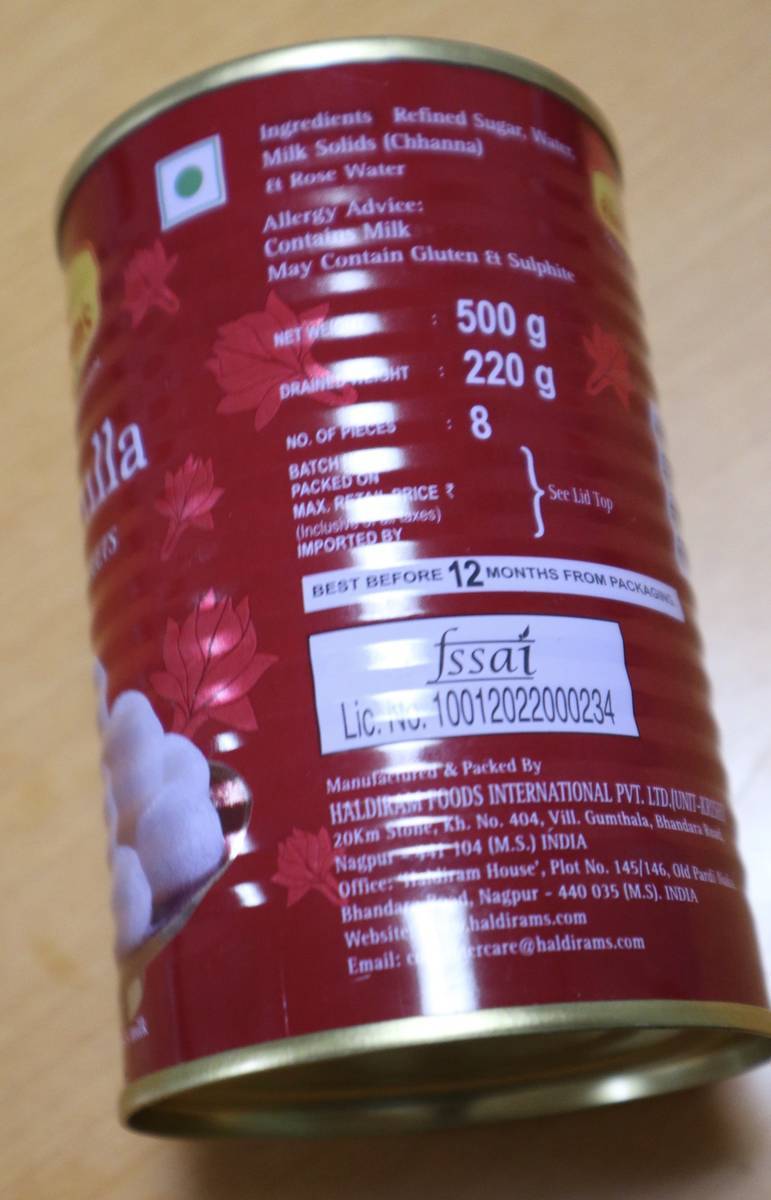 Ingredients Refined Sugar, Water,
Milk Solids (Chhanna)
& Rose Water
Allergy Advice:
Contains Milk
May Contain Gluten & Sulphite
NET WEIGHT : 500 g
DRAINED WEIGHT : 220 g
NO. OF PIECES : 8
BATCH
PACKED ON
MAX. RETAIL PRICE ₹
(Inclusive of all taxes)
IMPORTED BY
See Lid Top
BEST BEFORE 12 MONTHS FROM PACKAGING
fssai
Lic. No. 10012022000234
Manufactured & Packed By
HALDIRAM FOODS INTERNATIONAL PVT. LTD.
20Km Stone, Kh. No. 404, Vill. Gumthala, Bhandara Road,
Nagpur - 104 (M.S.) INDIA
Office: 'Haldiram House', Plot No. 145/146, Old Pardi
Bhandara Road, Nagpur - 440 035 (M.S). INDIA
Website haldirams.com
Email: @haldirams.com
lla